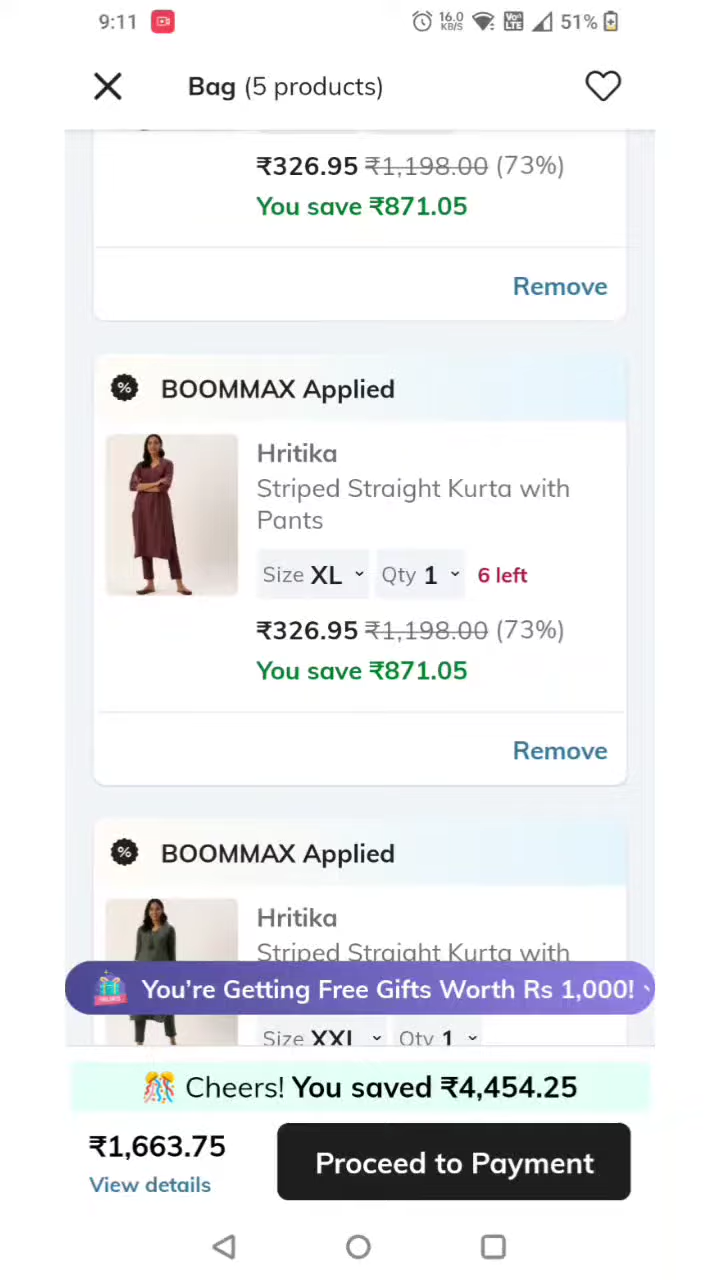 9:11
16.0
KB/S
Vo
LTE
51%
Bag (5 products)
₹326.95 ₹1,198.00 (73%)
You save ₹871.05
Remove
% BOOMMAX Applied
Hritika
Striped Straight Kurta with
Pants
Size XL Qty 1 6 left
₹326.95 ₹1,198.00 (73%)
You save ₹871.05
Remove
% BOOMMAX Applied
Hritika
Striped Straight Kurta with
You're Getting Free Gifts Worth Rs 1,000!
Size XXL Qty 1
Cheers! You saved ₹4,454.25
₹1,663.75
View details
Proceed to Payment